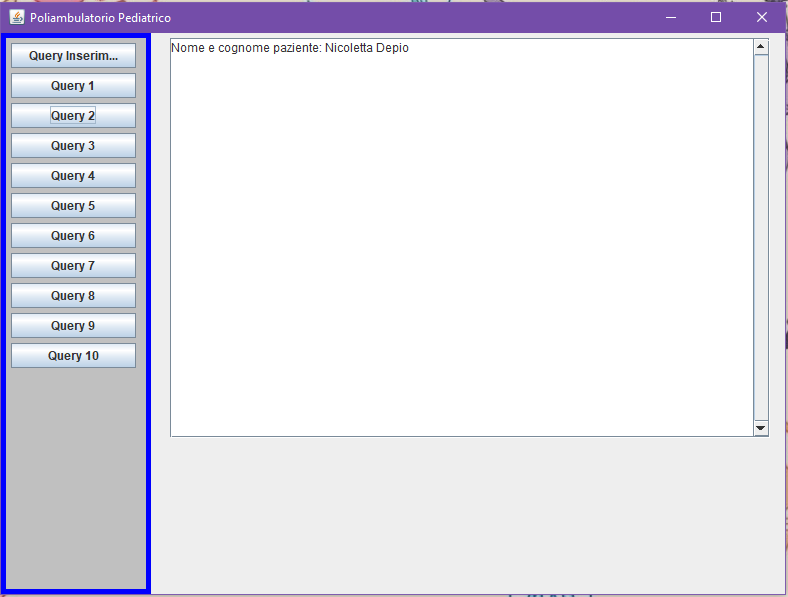 Poliambulatorio Pediatrico
Query Inserim...
Query 1
Query 2
Query 3
Query 4
Query 5
Query 6
Query 7
Query 8
Query 9
Query 10
Nome e cognome paziente: Nicoletta Depio